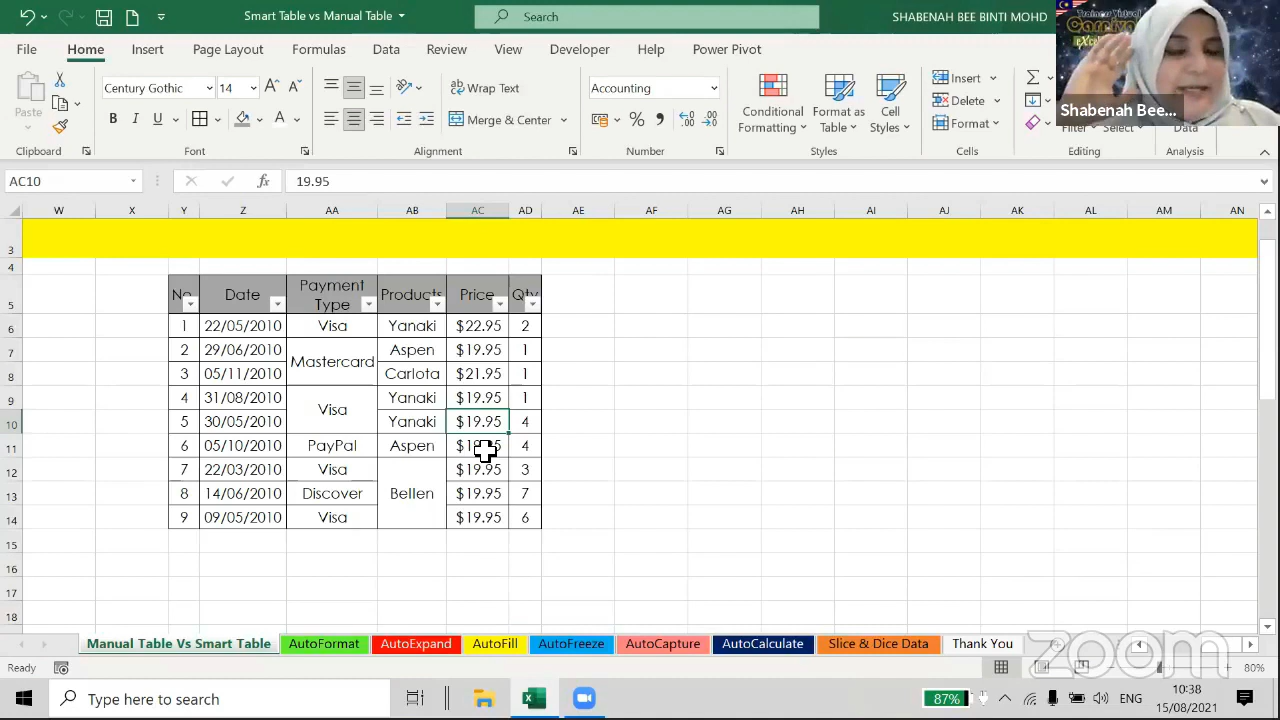 Smart Table vs Manual Table
Search
SHABENAH BEE BINTI MOHD
File Home Insert Page Layout Formulas Data Review View Developer Help Power Pivot
Trainers Virtual
Carnival
Shabenah Bee...
Paste
Century Gothic 14
Wrap Text
Accounting
Conditional Formatting
Format as Table
Cell Styles
Insert
B I U
Merge & Center
Delete
Format
Filter Select Data
Clipboard Font Alignment Number Styles Cells Editing Analysis
AC10 fx 19.95
W X Y Z AA AB AC AD AE AF AG AH AI AJ AK AL AM AN
3
4
5 No Date Payment Type Products Price Qty
6 1 22/05/2010 Visa Yanaki $22.95 2
7 2 29/06/2010 Mastercard Aspen $19.95 1
8 3 05/11/2010 Carlota $21.95 1
9 4 31/08/2010 Visa Yanaki $19.95 1
10 5 30/05/2010 Yanaki $19.95 4
11 6 05/10/2010 PayPal Aspen 4
12 7 22/03/2010 Visa $19.95 3
13 8 14/06/2010 Discover Bellen $19.95 7
14 9 09/05/2010 Visa $19.95 6
15
16
17
18
Manual Table Vs Smart Table AutoFormat AutoExpand AutoFill AutoFreeze AutoCapture AutoCalculate Slice & Dice Data Thank You
zoom
Ready
80%
Type here to search
87%
ENG
10:38
15/08/2021